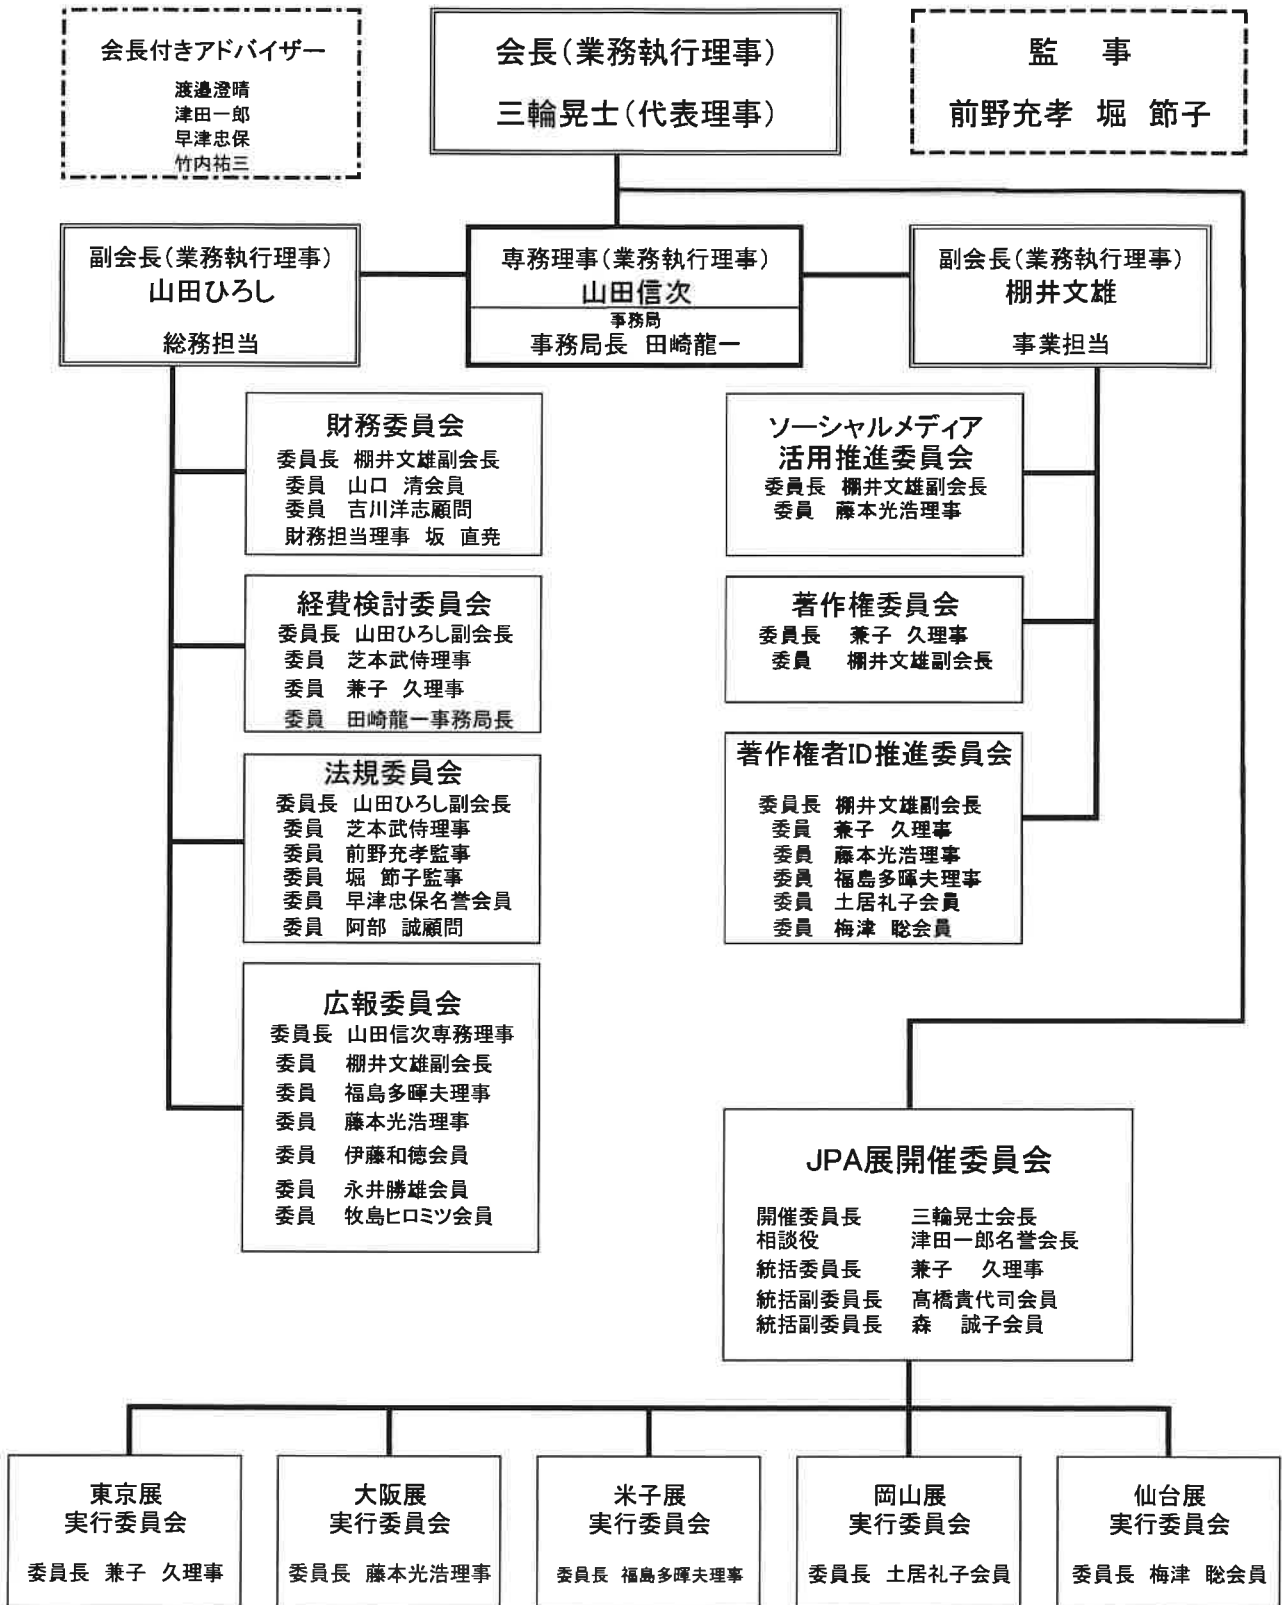 会長付きアドバイザー
渡邉澄晴
津田一郎
早津忠保
竹内祐三
会長(業務執行理事)
三輪晃士(代表理事)
監　事
前野充孝 堀 節子
副会長(業務執行理事)
山田ひろし
総務担当
専務理事(業務執行理事)
山田信次
事務局
事務局長 田崎龍一
副会長(業務執行理事)
棚井文雄
事業担当
財務委員会
委員長 棚井文雄副会長
委員 山口 清会員
委員 吉川洋志顧問
財務担当理事 坂 直尭
経費検討委員会
委員長 山田ひろし副会長
委員 芝本武侍理事
委員 兼子 久理事
委員 田崎龍一事務局長
法規委員会
委員長 山田ひろし副会長
委員 芝本武侍理事
委員 前野充孝監事
委員 堀 節子監事
委員 早津忠保名誉会員
委員 阿部 誠顧問
広報委員会
委員長 山田信次専務理事
委員 棚井文雄副会長
委員 福島多暉夫理事
委員 藤本光浩理事
委員 伊藤和徳会員
委員 永井勝雄会員
委員 牧島ヒロミツ会員
ソーシャルメディア
活用推進委員会
委員長 棚井文雄副会長
委員 藤本光浩理事
著作権委員会
委員長 兼子 久理事
委員 棚井文雄副会長
著作権者ID推進委員会
委員長 棚井文雄副会長
委員 兼子 久理事
委員 藤本光浩理事
委員 福島多暉夫理事
委員 土居礼子会員
委員 梅津 聡会員
JPA展開催委員会
開催委員長 三輪晃士会長
相談役 津田一郎名誉会長
統括委員長 兼子 久理事
統括副委員長 髙橋貴代司会員
統括副委員長 森 誠子会員
東京展
実行委員会
委員長 兼子 久理事
大阪展
実行委員会
委員長 藤本光浩理事
米子展
実行委員会
委員長 福島多暉夫理事
岡山展
実行委員会
委員長 土居礼子会員
仙台展
実行委員会
委員長 梅津 聡会員